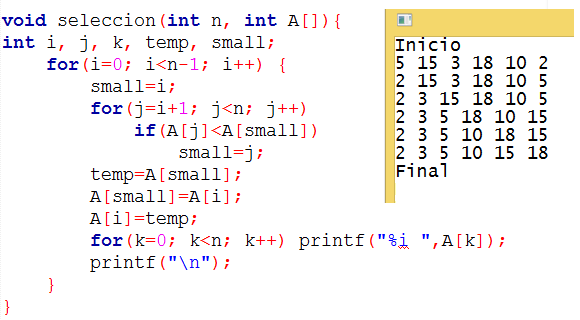 void seleccion(int n, int A[]){
int i, j, k, temp, small;
    for(i=0; i<n-1; i++) {
        small=i;
        for(j=i+1; j<n; j++)
            if(A[j]<A[small])
                small=j;
        temp=A[small];
        A[small]=A[i];
        A[i]=temp;
        for(k=0; k<n; k++) printf("%i ",A[k]);
        printf("\n");
    }
}
Inicio
5 15 3 18 10 2
2 15 3 18 10 5
2 3 15 18 10 5
2 3 5 18 10 15
2 3 5 10 18 15
2 3 5 10 15 18
Final